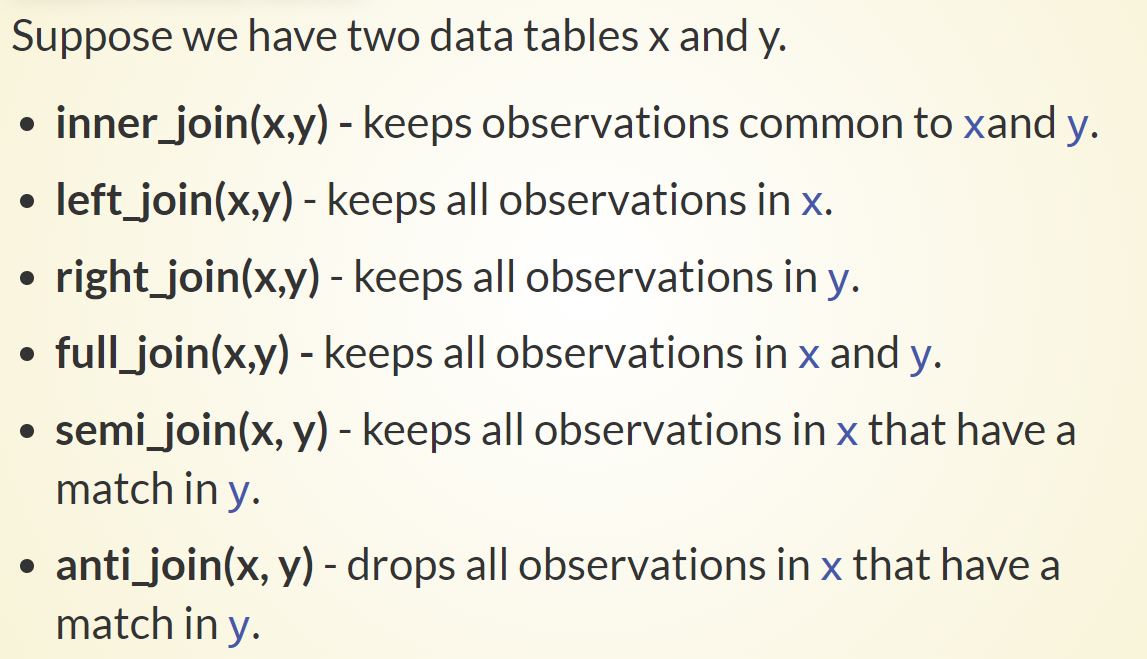 Suppose we have two data tables x and y.
• inner_join(x,y) - keeps observations common to xand y.
• left_join(x,y) - keeps all observations in x.
• right_join(x,y) - keeps all observations in y.
• full_join(x,y) - keeps all observations in x and y.
• semi_join(x, y) - keeps all observations in x that have a
match in y.
• anti_join(x, y) - drops all observations in x that have a
match in y.